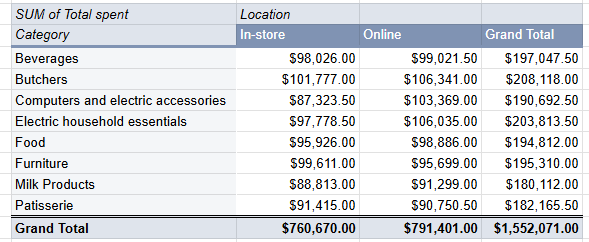 SUM of Total spent Location
Category In-store Online Grand Total
Beverages $98,026.00 $99,021.50 $197,047.50
Butchers $101,777.00 $106,341.00 $208,118.00
Computers and electric accessories $87,323.50 $103,369.00 $190,692.50
Electric household essentials $97,778.50 $106,035.00 $203,813.50
Food $95,926.00 $98,886.00 $194,812.00
Furniture $99,611.00 $95,699.00 $195,310.00
Milk Products $88,813.00 $91,299.00 $180,112.00
Patisserie $91,415.00 $90,750.50 $182,165.50
Grand Total $760,670.00 $791,401.00 $1,552,071.00